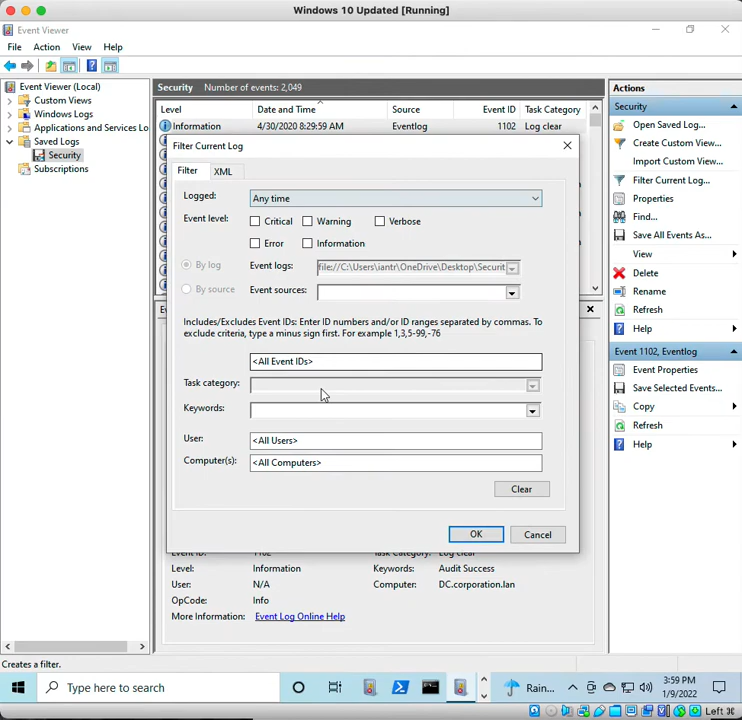 Windows 10 Updated [Running]
Event Viewer
File Action View Help
Event Viewer (Local)
Custom Views
Windows Logs
Applications and Services Lo
Saved Logs
Security
Subscriptions
Security Number of events: 2,049
Level Date and Time Source Event ID Task Category
Information 4/30/2020 8:29:59 AM Eventlog 1102 Log clear
Filter Current Log
Filter XML
Logged: Any time
Event level: Critical Warning Verbose
Error Information
By log Event logs: file://C:\Users\iantr\OneDrive\Desktop\Securit
By source Event sources:
Includes/Excludes Event IDs: Enter ID numbers and/or ID ranges separated by commas. To
exclude criteria, type a minus sign first. For example 1,3,5-99,-76
<All Event IDs>
Task category:
Keywords:
User: <All Users>
Computer(s): <All Computers>
Clear
OK Cancel
Event ID: 1102 Task Category: Log clear
Level: Information Keywords: Audit Success
User: N/A Computer: DC.corporation.lan
OpCode: Info
More Information: Event Log Online Help
Actions
Security
Open Saved Log...
Create Custom View...
Import Custom View...
Filter Current Log...
Properties
Find...
Save All Events As...
View
Delete
Rename
Refresh
Help
Event 1102, Eventlog
Event Properties
Save Selected Events...
Copy
Refresh
Help
Creates a filter.
Type here to search
Rain...
3:59 PM
1/9/2022
Left ⌘